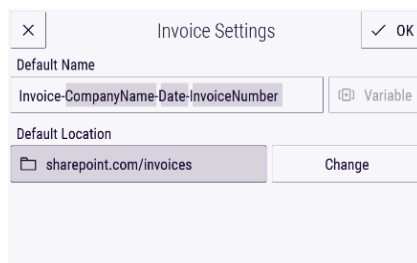 Invoice Settings
OK
Default Name
Invoice-CompanyName-Date-InvoiceNumber
Variable
Default Location
sharepoint.com/invoices
Change